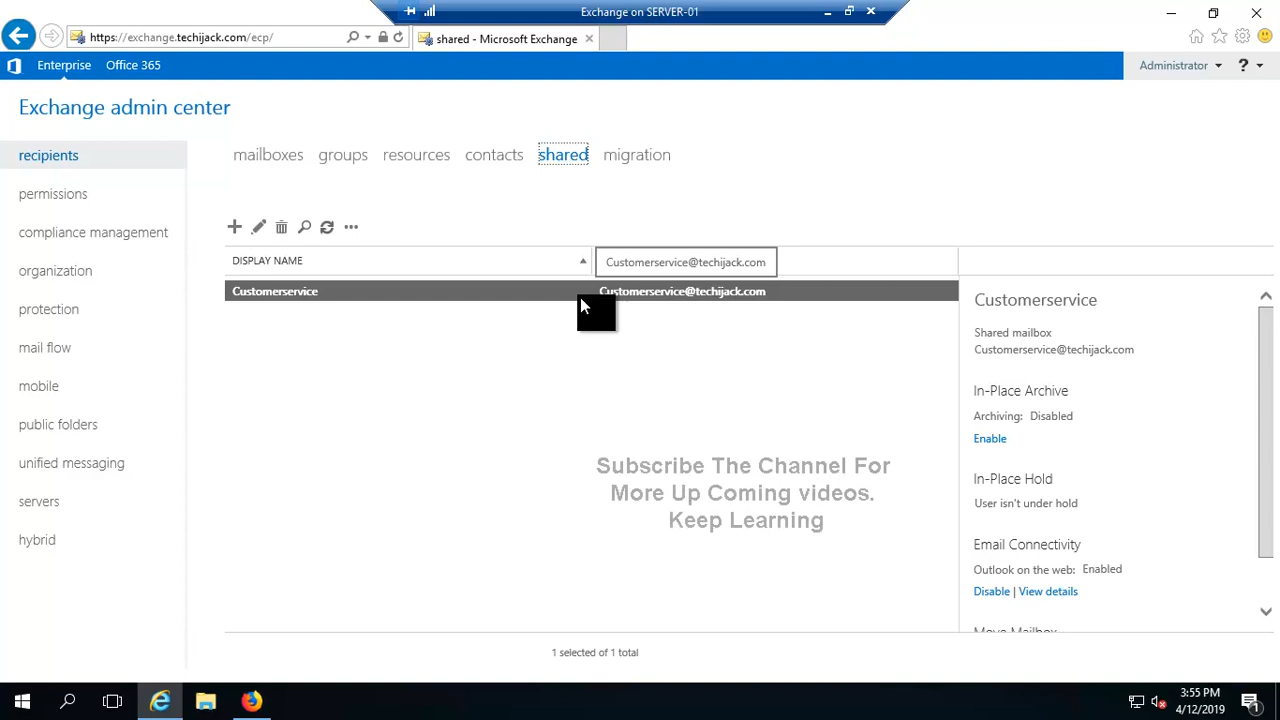 Exchange on SERVER-01
https://exchange.techijack.com/ecp/
shared - Microsoft Exchange
Enterprise Office 365
Administrator ?
Exchange admin center
recipients
permissions
compliance management
organization
protection
mail flow
mobile
public folders
unified messaging
servers
hybrid
mailboxes groups resources contacts shared migration
DISPLAY NAME
Customerservice@techijack.com
Customerservice Customerservice@techijack.com
Customerservice
Shared mailbox
Customerservice@techijack.com
In-Place Archive
Archiving: Disabled
Enable
In-Place Hold
User isn't under hold
Email Connectivity
Outlook on the web: Enabled
Disable | View details
Move Mailbox
Subscribe The Channel For
More Up Coming videos.
Keep Learning
1 selected of 1 total
3:55 PM
4/12/2019
1